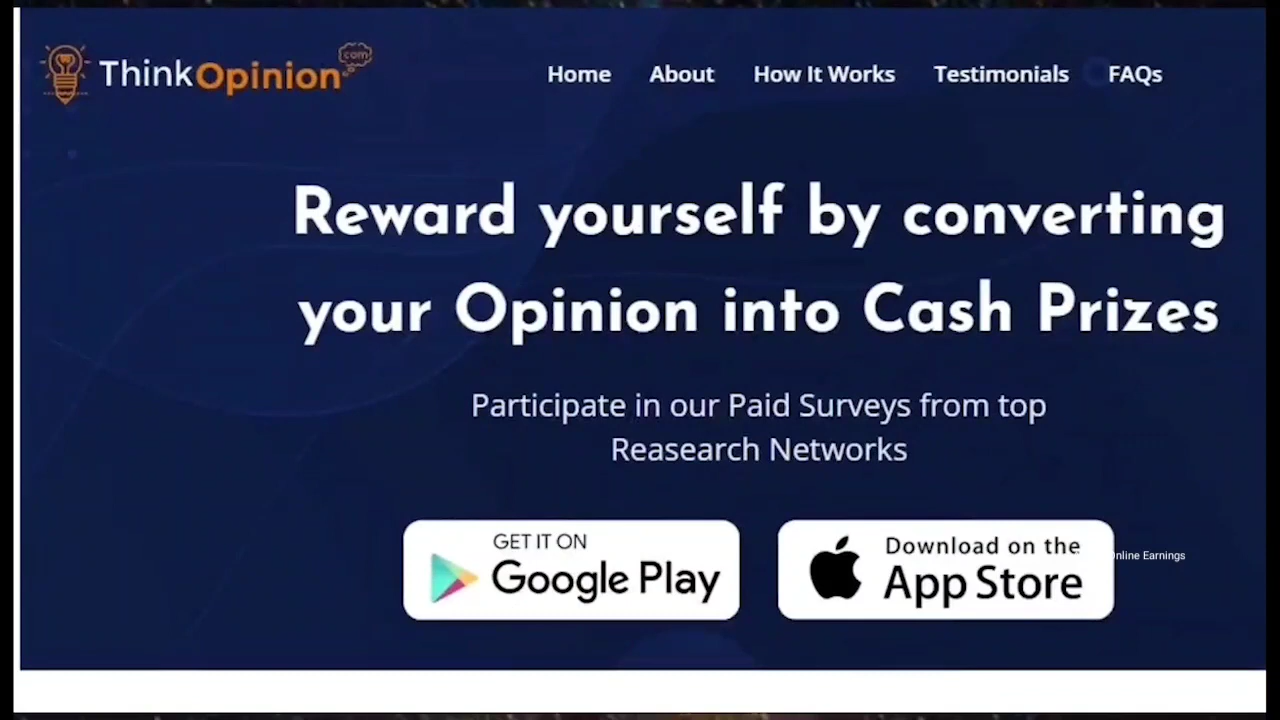 ThinkOpinion
com
Home About How It Works Testimonials FAQs
Reward yourself by converting
your Opinion into Cash Prizes
Participate in our Paid Surveys from top
Reasearch Networks
GET IT ON
Google Play
Download on the
App Store
Online Earnings